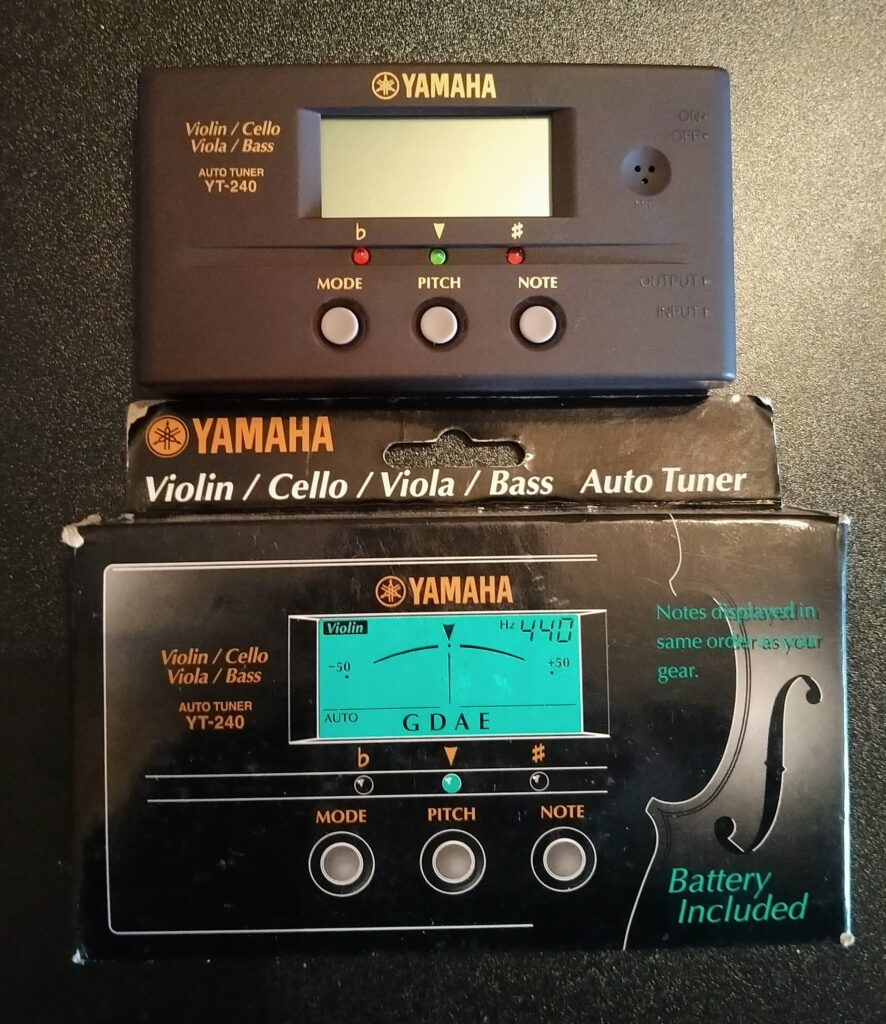 YAMAHA
Violin / Cello
Viola / Bass
AUTO TUNER
YT-240
ON
OFF
MIC
♭ ▼ ♯
MODE PITCH NOTE
OUTPUT
INPUT
YAMAHA
Violin / Cello / Viola / Bass Auto Tuner
YAMAHA
Violin / Cello
Viola / Bass
AUTO TUNER
YT-240
Violin Hz 440
-50 +50
AUTO G D A E
♭ ▼ ♯
MODE PITCH NOTE
Notes displayed in
same order as your
gear.
Battery
Included